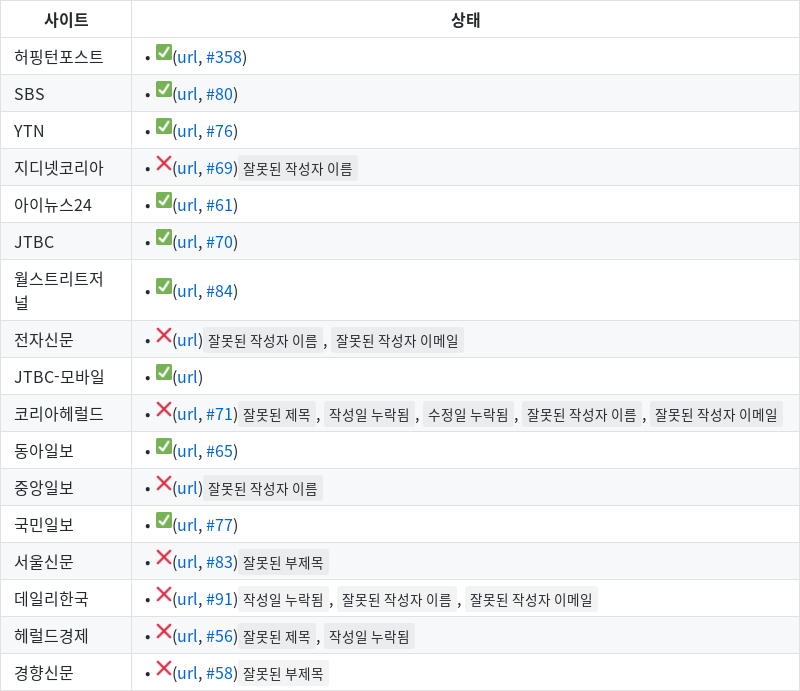 사이트 상태
허핑턴포스트 • ✅(url, #358)
SBS • ✅(url, #80)
YTN • ✅(url, #76)
지디넷코리아 • ❌(url, #69) 잘못된 작성자 이름
아이뉴스24 • ✅(url, #61)
JTBC • ✅(url, #70)
월스트리트저
널 • ✅(url, #84)
전자신문 • ❌(url) 잘못된 작성자 이름 , 잘못된 작성자 이메일
JTBC-모바일 • ✅(url)
코리아헤럴드 • ❌(url, #71) 잘못된 제목 , 작성일 누락됨 , 수정일 누락됨 , 잘못된 작성자 이름 , 잘못된 작성자 이메일
동아일보 • ✅(url, #65)
중앙일보 • ❌(url) 잘못된 작성자 이름
국민일보 • ✅(url, #77)
서울신문 • ❌(url, #83) 잘못된 부제목
데일리한국 • ❌(url, #91) 작성일 누락됨 , 잘못된 작성자 이름 , 잘못된 작성자 이메일
헤럴드경제 • ❌(url, #56) 잘못된 제목 , 작성일 누락됨
경향신문 • ❌(url, #58) 잘못된 부제목